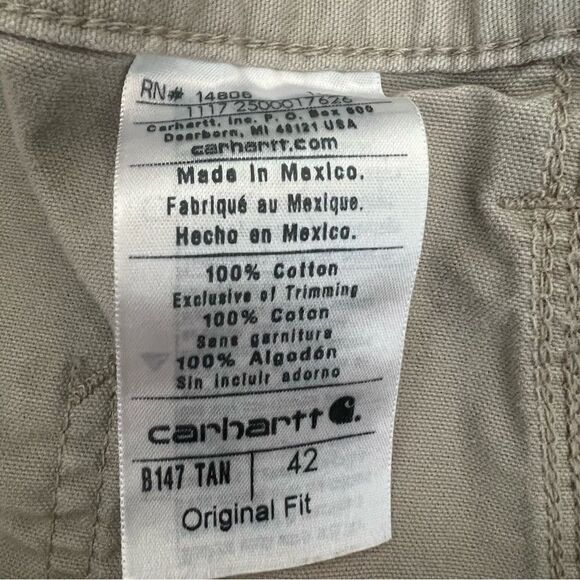 RN# 14806
1117 2500017626
Carhartt, Inc. P. O. Box 600
Dearborn, MI 48121 USA
carhartt.com
Made in Mexico.
Fabriqué au Mexique.
Hecho en Mexico.
100% Cotton
Exclusive of Trimming
100% Coton
Sans garniture
100% Algodón
Sin incluir adorno
carhartt
B147 TAN | 42
Original Fit